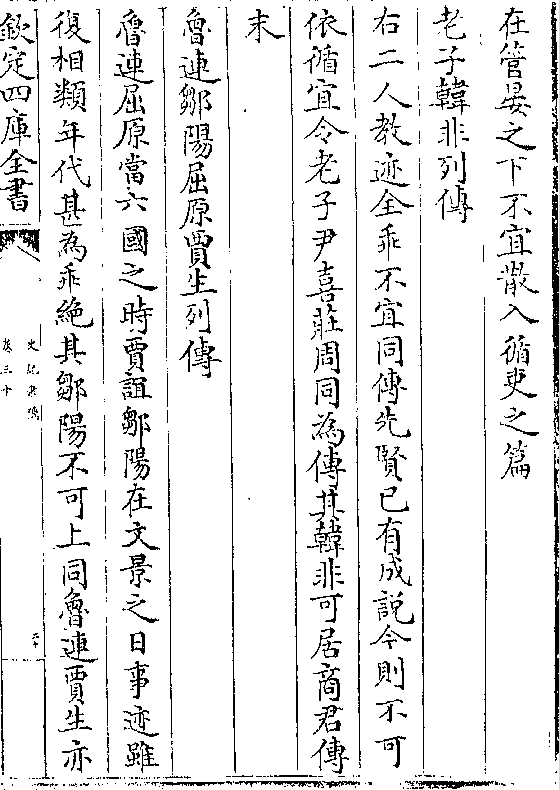 在管晏之下不宜散入循吏之篇
老子韓非列傳
右二人教迹全乖不宜同傳先賢已有成說今則不可
依循宜令老子尹喜莊周同為傳其韓非可居商君傳
末
魯連鄒陽屈原賈生列傳
魯連屈原當六國之時賈誼鄒陽在文景之日事迹雖
復相類年代甚為乖絶其鄒陽不可上同魯連賈生亦
欽定四庫全書
史記索隱
卷三十